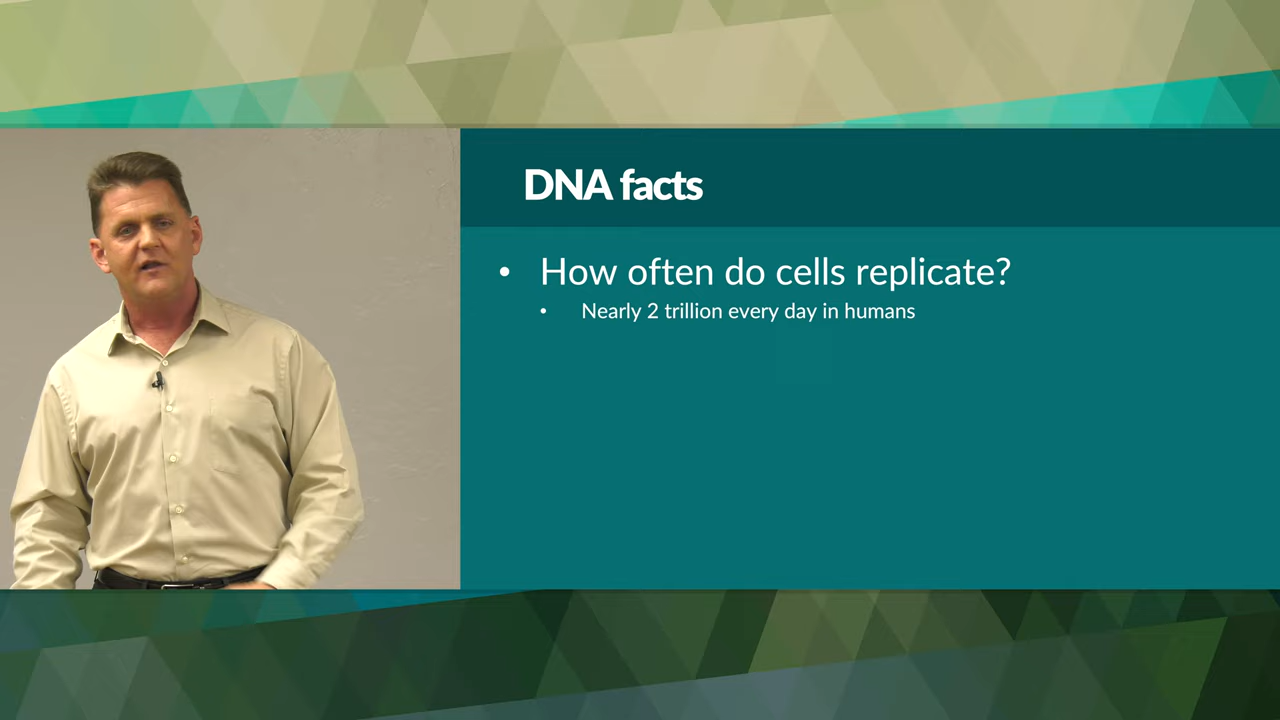 DNA facts
• How often do cells replicate?
• Nearly 2 trillion every day in humans